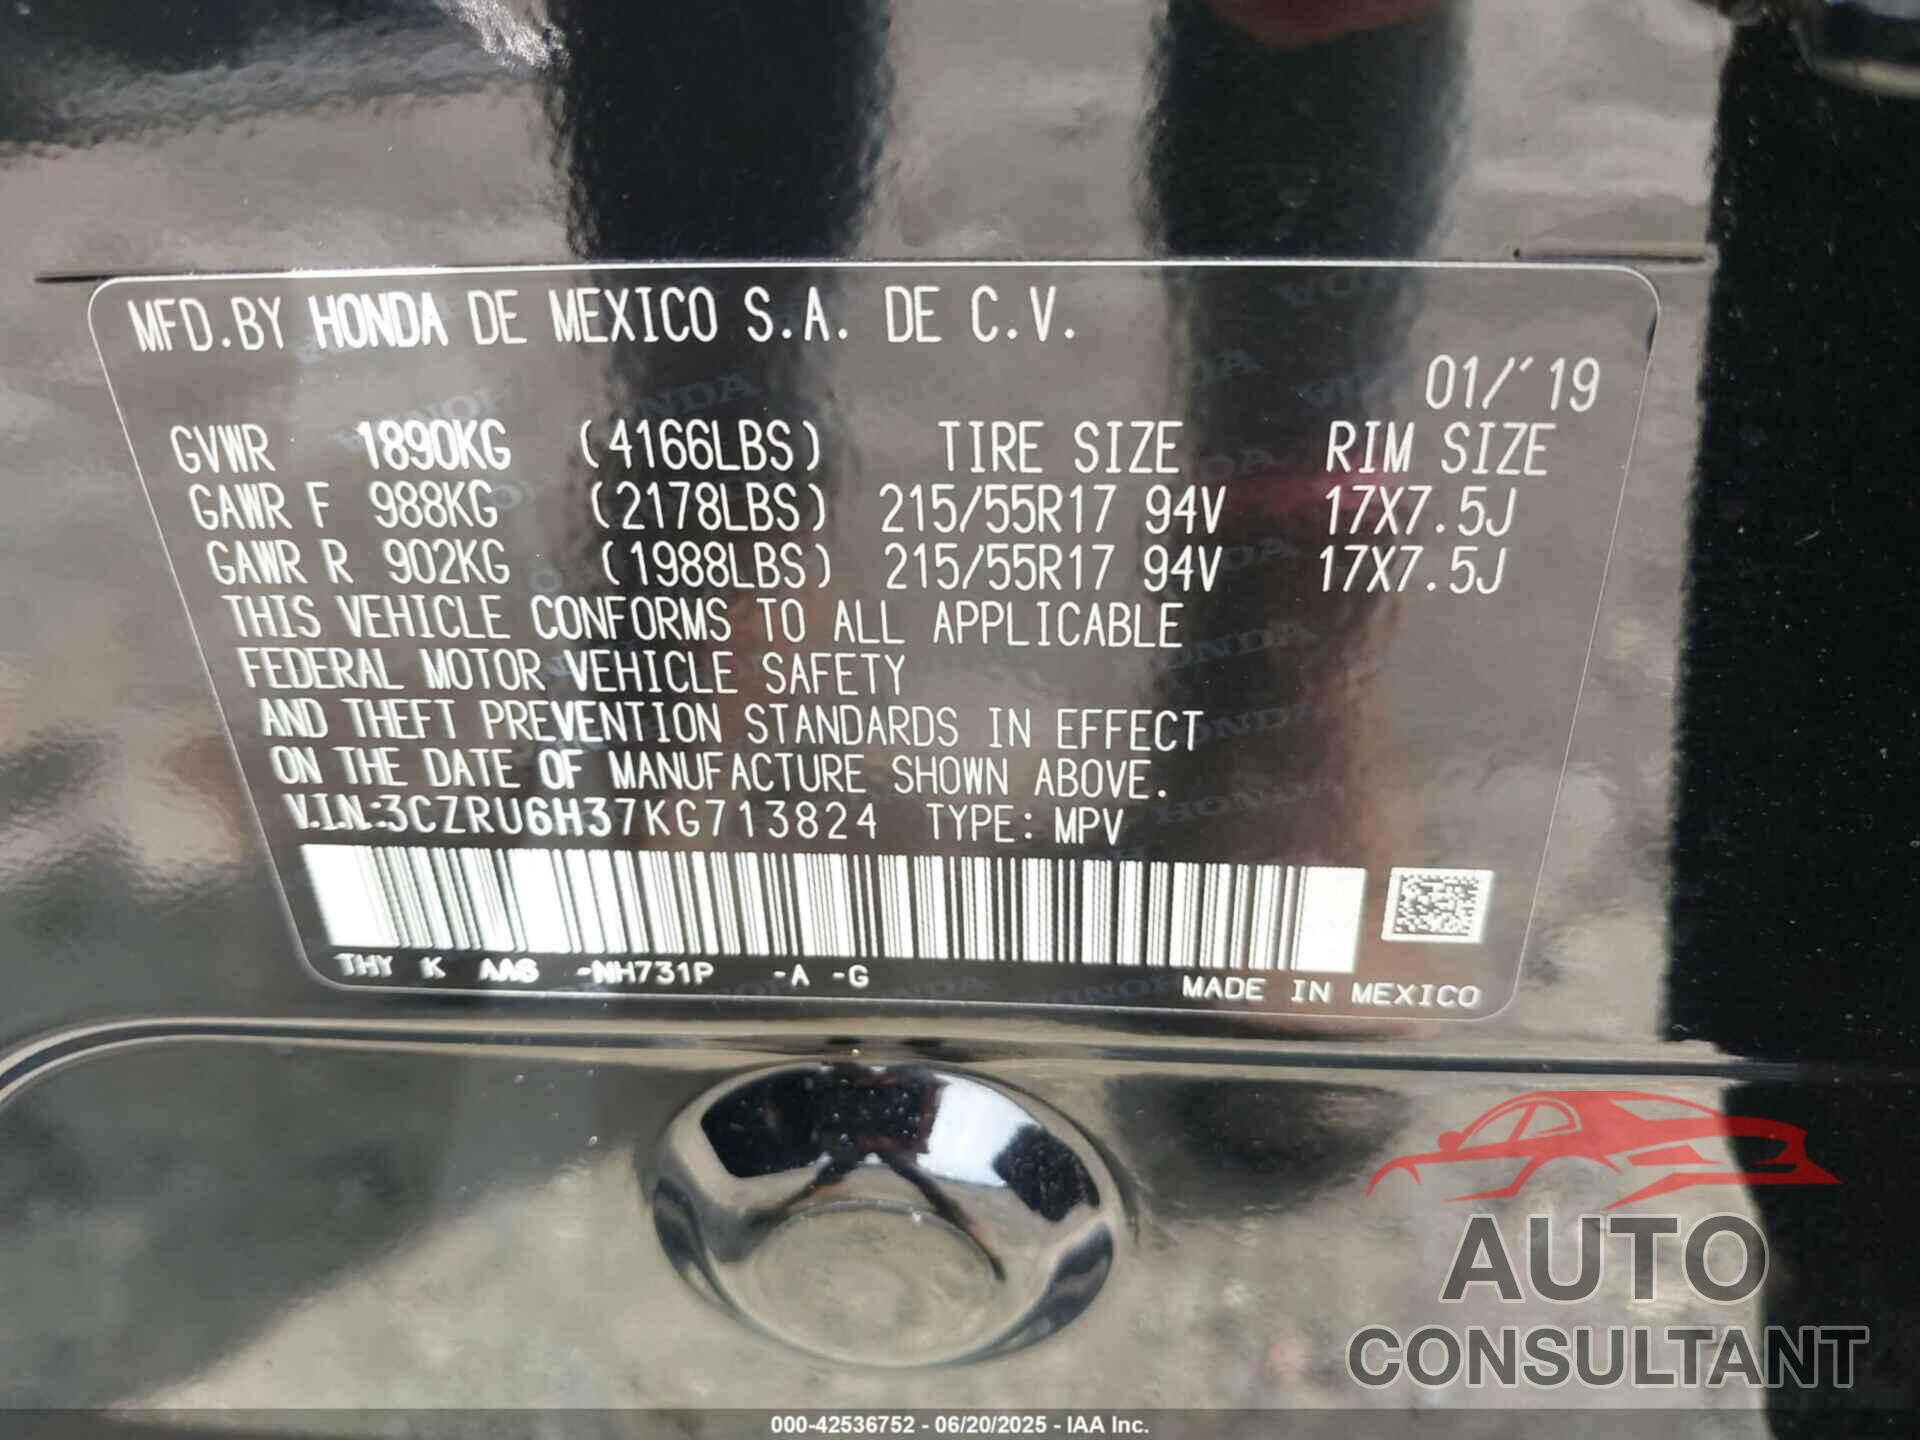 MFD.BY HONDA DE MEXICO S.A. DE C.V.
01/'19
GVWR 1890KG (4166LBS) TIRE SIZE RIM SIZE
GAWR F 988KG (2178LBS) 215/55R17 94V 17X7.5J
GAWR R 902KG (1988LBS) 215/55R17 94V 17X7.5J
THIS VEHICLE CONFORMS TO ALL APPLICABLE
FEDERAL MOTOR VEHICLE SAFETY
AND THEFT PREVENTION STANDARDS IN EFFECT
ON THE DATE OF MANUFACTURE SHOWN ABOVE.
V.I.N.:3CZRU6H37KG713824 TYPE: MPV
THY K AA6 -NH731P -A -G
MADE IN MEXICO
AUTO
CONSULTANT
000-42536752 - 06/20/2025 - IAA Inc.